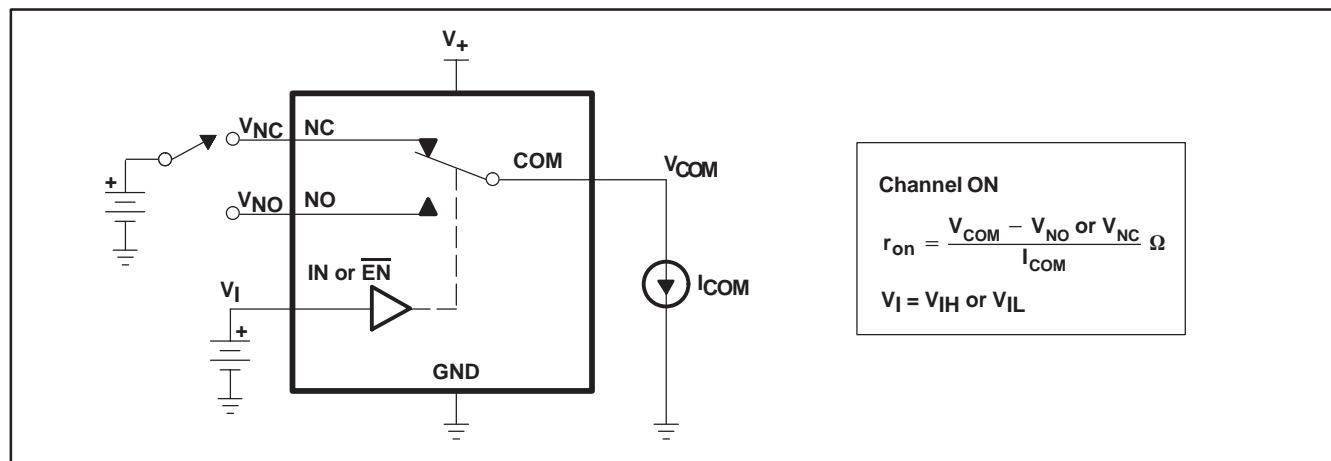 V+
+
VNC
NC
COM
VCOM
VNO
NO
IN or EN
VI
+
ICOM
GND
Channel ON
ron = VCOM − VNO or VNC / ICOM Ω
VI = VIH or VIL